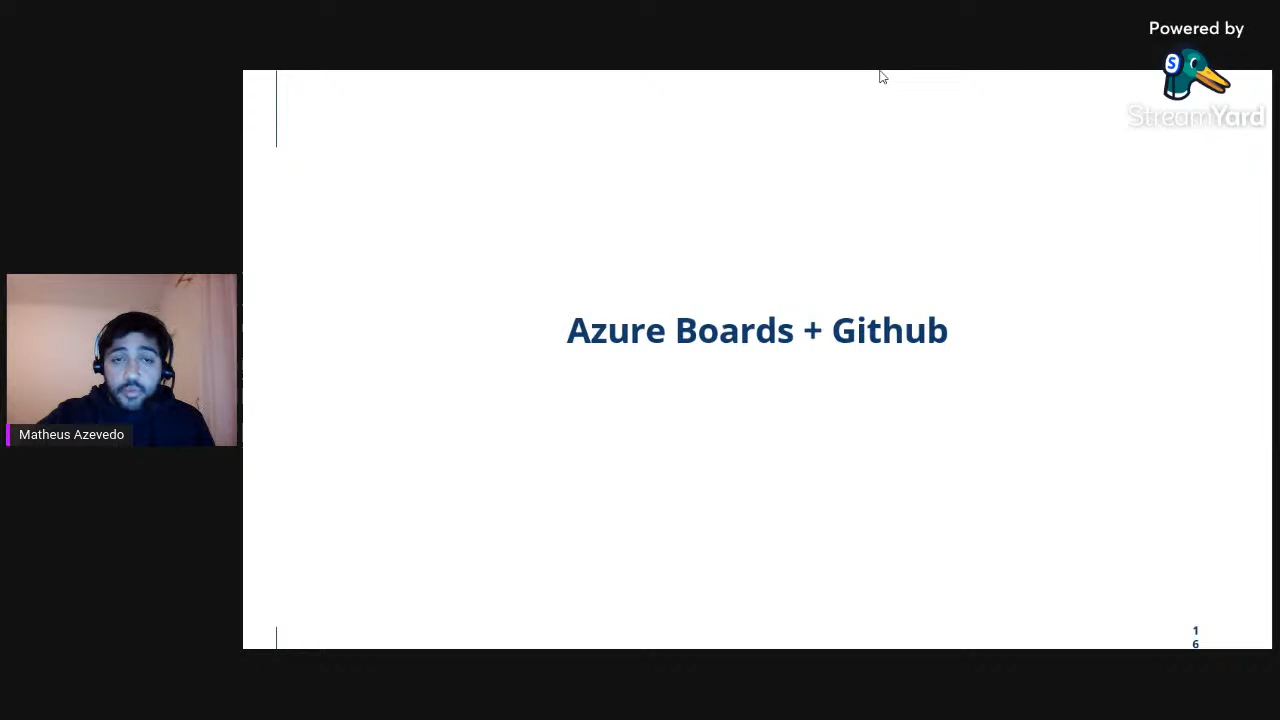 Powered by
S
StreamYard
Azure Boards + Github
Matheus Azevedo
1
6